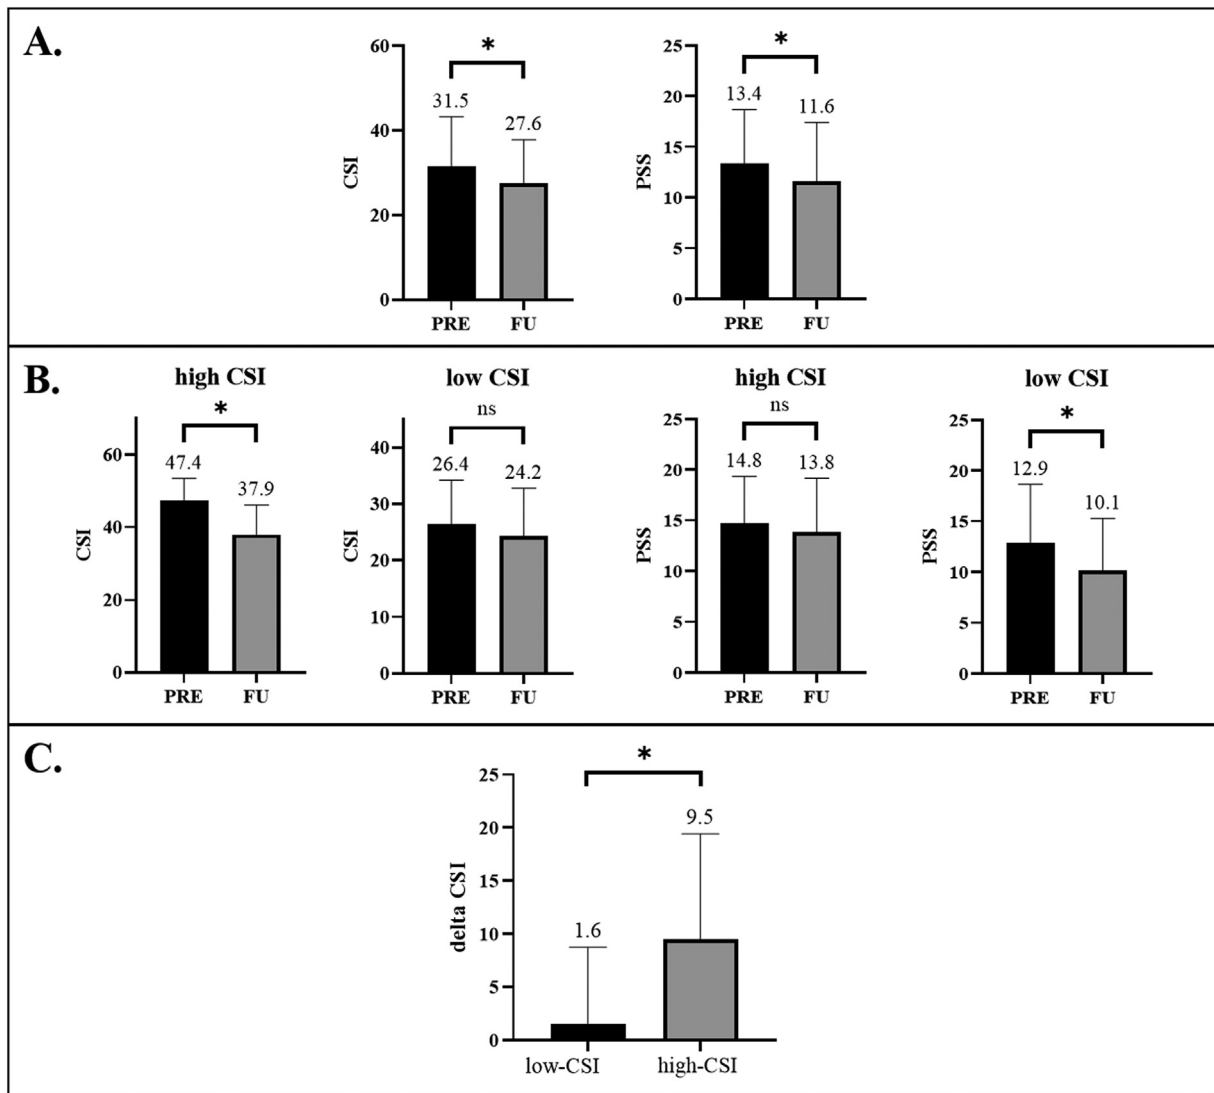 A.
60
40
20
0
CSI
*
31.5
27.6
PRE FU
25
20
15
10
5
0
PSS
*
13.4
11.6
PRE FU
B.
high CSI
*
60
40
20
0
CSI
47.4
37.9
PRE FU
low CSI
ns
40
30
20
10
0
CSI
26.4
24.2
PRE FU
high CSI
ns
25
20
15
10
5
0
PSS
14.8
13.8
PRE FU
low CSI
*
25
20
15
10
5
0
PSS
12.9
10.1
PRE FU
C.
*
25
20
15
10
5
0
delta CSI
1.6
9.5
low-CSI high-CSI